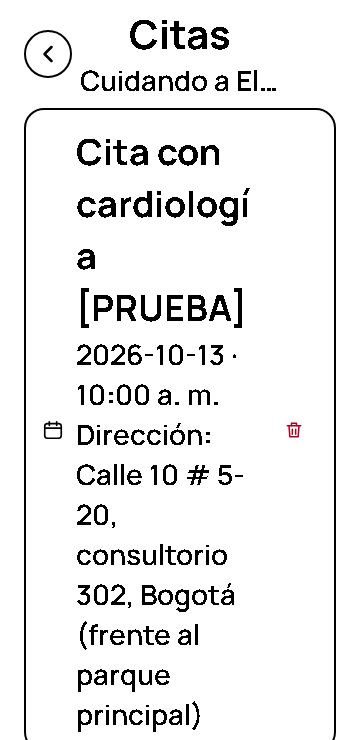 Citas
Cuidando a El...
Cita con
cardiologí
a
[PRUEBA]
2026-10-13 ·
10:00 a. m.
Dirección:
Calle 10 # 5-
20,
consultorio
302, Bogotá
(frente al
parque
principal)